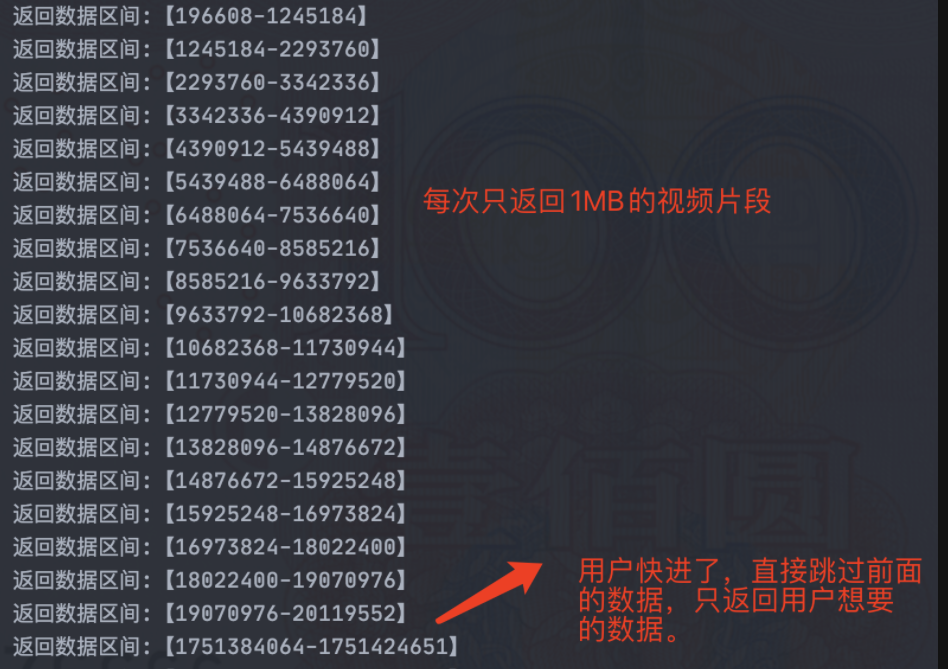 返回数据区间:【196608-1245184】
返回数据区间:【1245184-2293760】
返回数据区间:【2293760-3342336】
返回数据区间:【3342336-4390912】
返回数据区间:【4390912-5439488】
返回数据区间:【5439488-6488064】
每次只返回1MB的视频片段
返回数据区间:【6488064-7536640】
返回数据区间:【7536640-8585216】
返回数据区间:【8585216-9633792】
返回数据区间:【9633792-10682368】
返回数据区间:【10682368-11730944】
返回数据区间:【11730944-12779520】
返回数据区间:【12779520-13828096】
返回数据区间:【13828096-14876672】
返回数据区间:【14876672-15925248】
返回数据区间:【15925248-16973824】
返回数据区间:【16973824-18022400】
返回数据区间:【18022400-19070976】
返回数据区间:【19070976-20119552】
返回数据区间:【1751384064-1751424651】
用户快进了，直接跳过前面
的数据，只返回用户想要
的数据。
100
壹佰圆